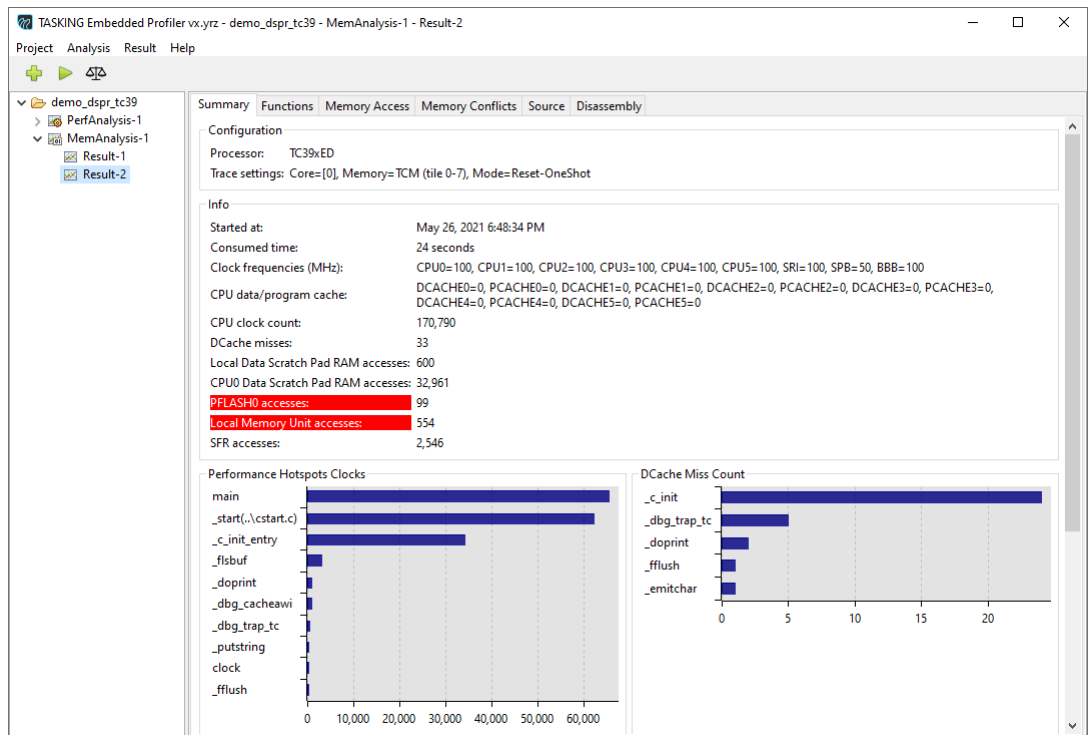 TASKING Embedded Profiler vx.yrz - demo_dspr_tc39 - MemAnalysis-1 - Result-2
Project Analysis Result Help
demo_dspr_tc39
PerfAnalysis-1
MemAnalysis-1
Result-1
Result-2
Summary Functions Memory Access Memory Conflicts Source Disassembly
Configuration
Processor: TC39xED
Trace settings: Core=[0], Memory=TCM (tile 0-7), Mode=Reset-OneShot
Info
Started at: May 26, 2021 6:48:34 PM
Consumed time: 24 seconds
Clock frequencies (MHz): CPU0=100, CPU1=100, CPU2=100, CPU3=100, CPU4=100, CPU5=100, SRI=100, SPB=50, BBB=100
CPU data/program cache: DCACHE0=0, PCACHE0=0, DCACHE1=0, PCACHE1=0, DCACHE2=0, PCACHE2=0, DCACHE3=0, PCACHE3=0,
DCACHE4=0, PCACHE4=0, DCACHE5=0, PCACHE5=0
CPU clock count: 170,790
DCache misses: 33
Local Data Scratch Pad RAM accesses: 600
CPU0 Data Scratch Pad RAM accesses: 32,961
PFLASH0 accesses: 99
Local Memory Unit accesses: 554
SFR accesses: 2,546
Performance Hotspots Clocks
main
_start(..\cstart.c)
_c_init_entry
_flsbuf
_doprint
_dbg_cacheawi
_dbg_trap_tc
_putstring
clock
_fflush
0 10,000 20,000 30,000 40,000 50,000 60,000
DCache Miss Count
_c_init
_dbg_trap_tc
_doprint
_fflush
_emitchar
0 5 10 15 20